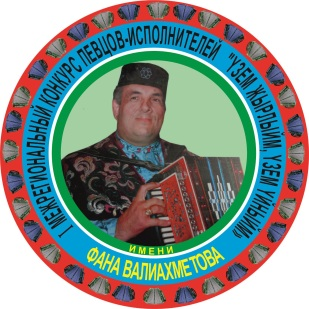 I МЕЖРЕГИОНАЛЬНЫЙ КОНКУРС ПЕВЦОВ-ИСПОЛНИТЕЛЕЙ "ҮЗЕМ ЖЫРЛЫЙМ, ҮЗЕМ УЙНЫЙМ"
ИМЕНИ
ФАНА ВАЛИАХМЕТОВА